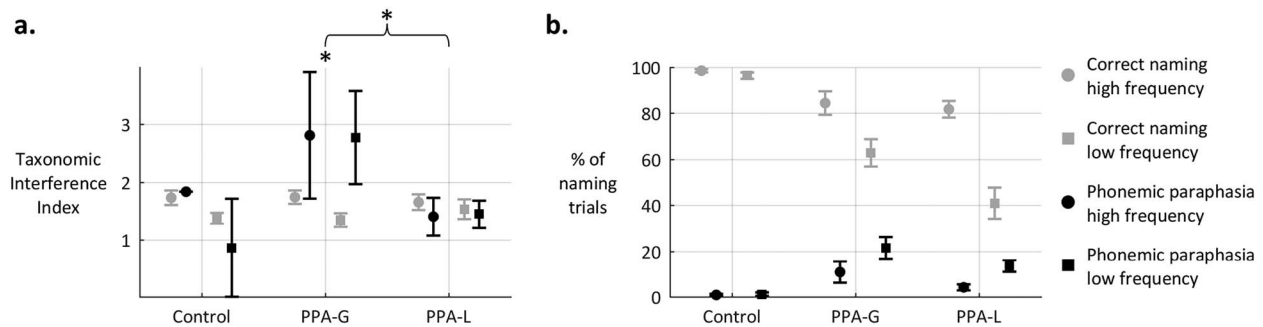 a.
*
*
Taxonomic
Interference
Index
3
2
1
Control
PPA-G
PPA-L
b.
% of
naming
trials
100
80
60
40
20
0
Control
PPA-G
PPA-L
Correct naming
high frequency
Correct naming
low frequency
Phonemic paraphasia
high frequency
Phonemic paraphasia
low frequency